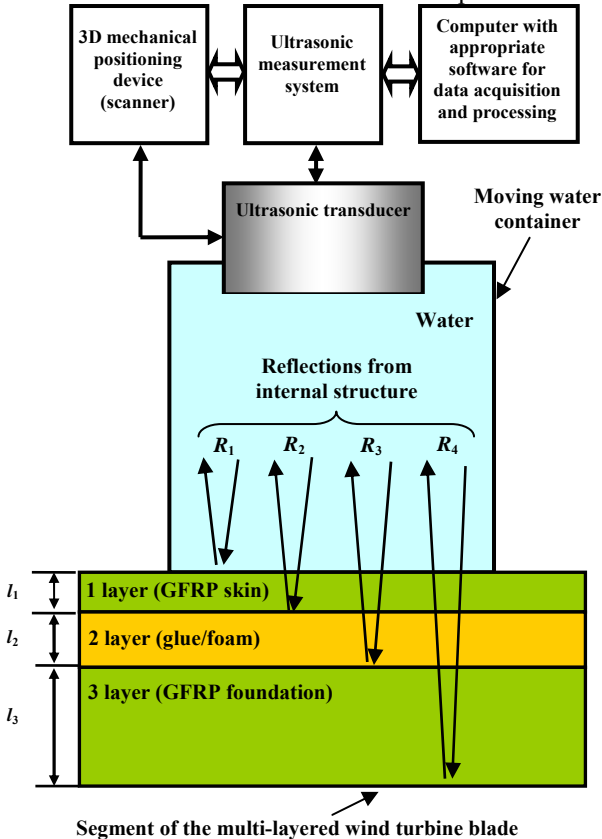 3D mechanical
positioning
device
(scanner)
Ultrasonic
measurement
system
Computer with
appropriate
software for
data acquisition
and processing
Ultrasonic transducer
Moving water
container
Water
Reflections from
internal structure
R1 R2 R3 R4
l1
1 layer (GFRP skin)
l2
2 layer (glue/foam)
l3
3 layer (GFRP foundation)
Segment of the multi-layered wind turbine blade